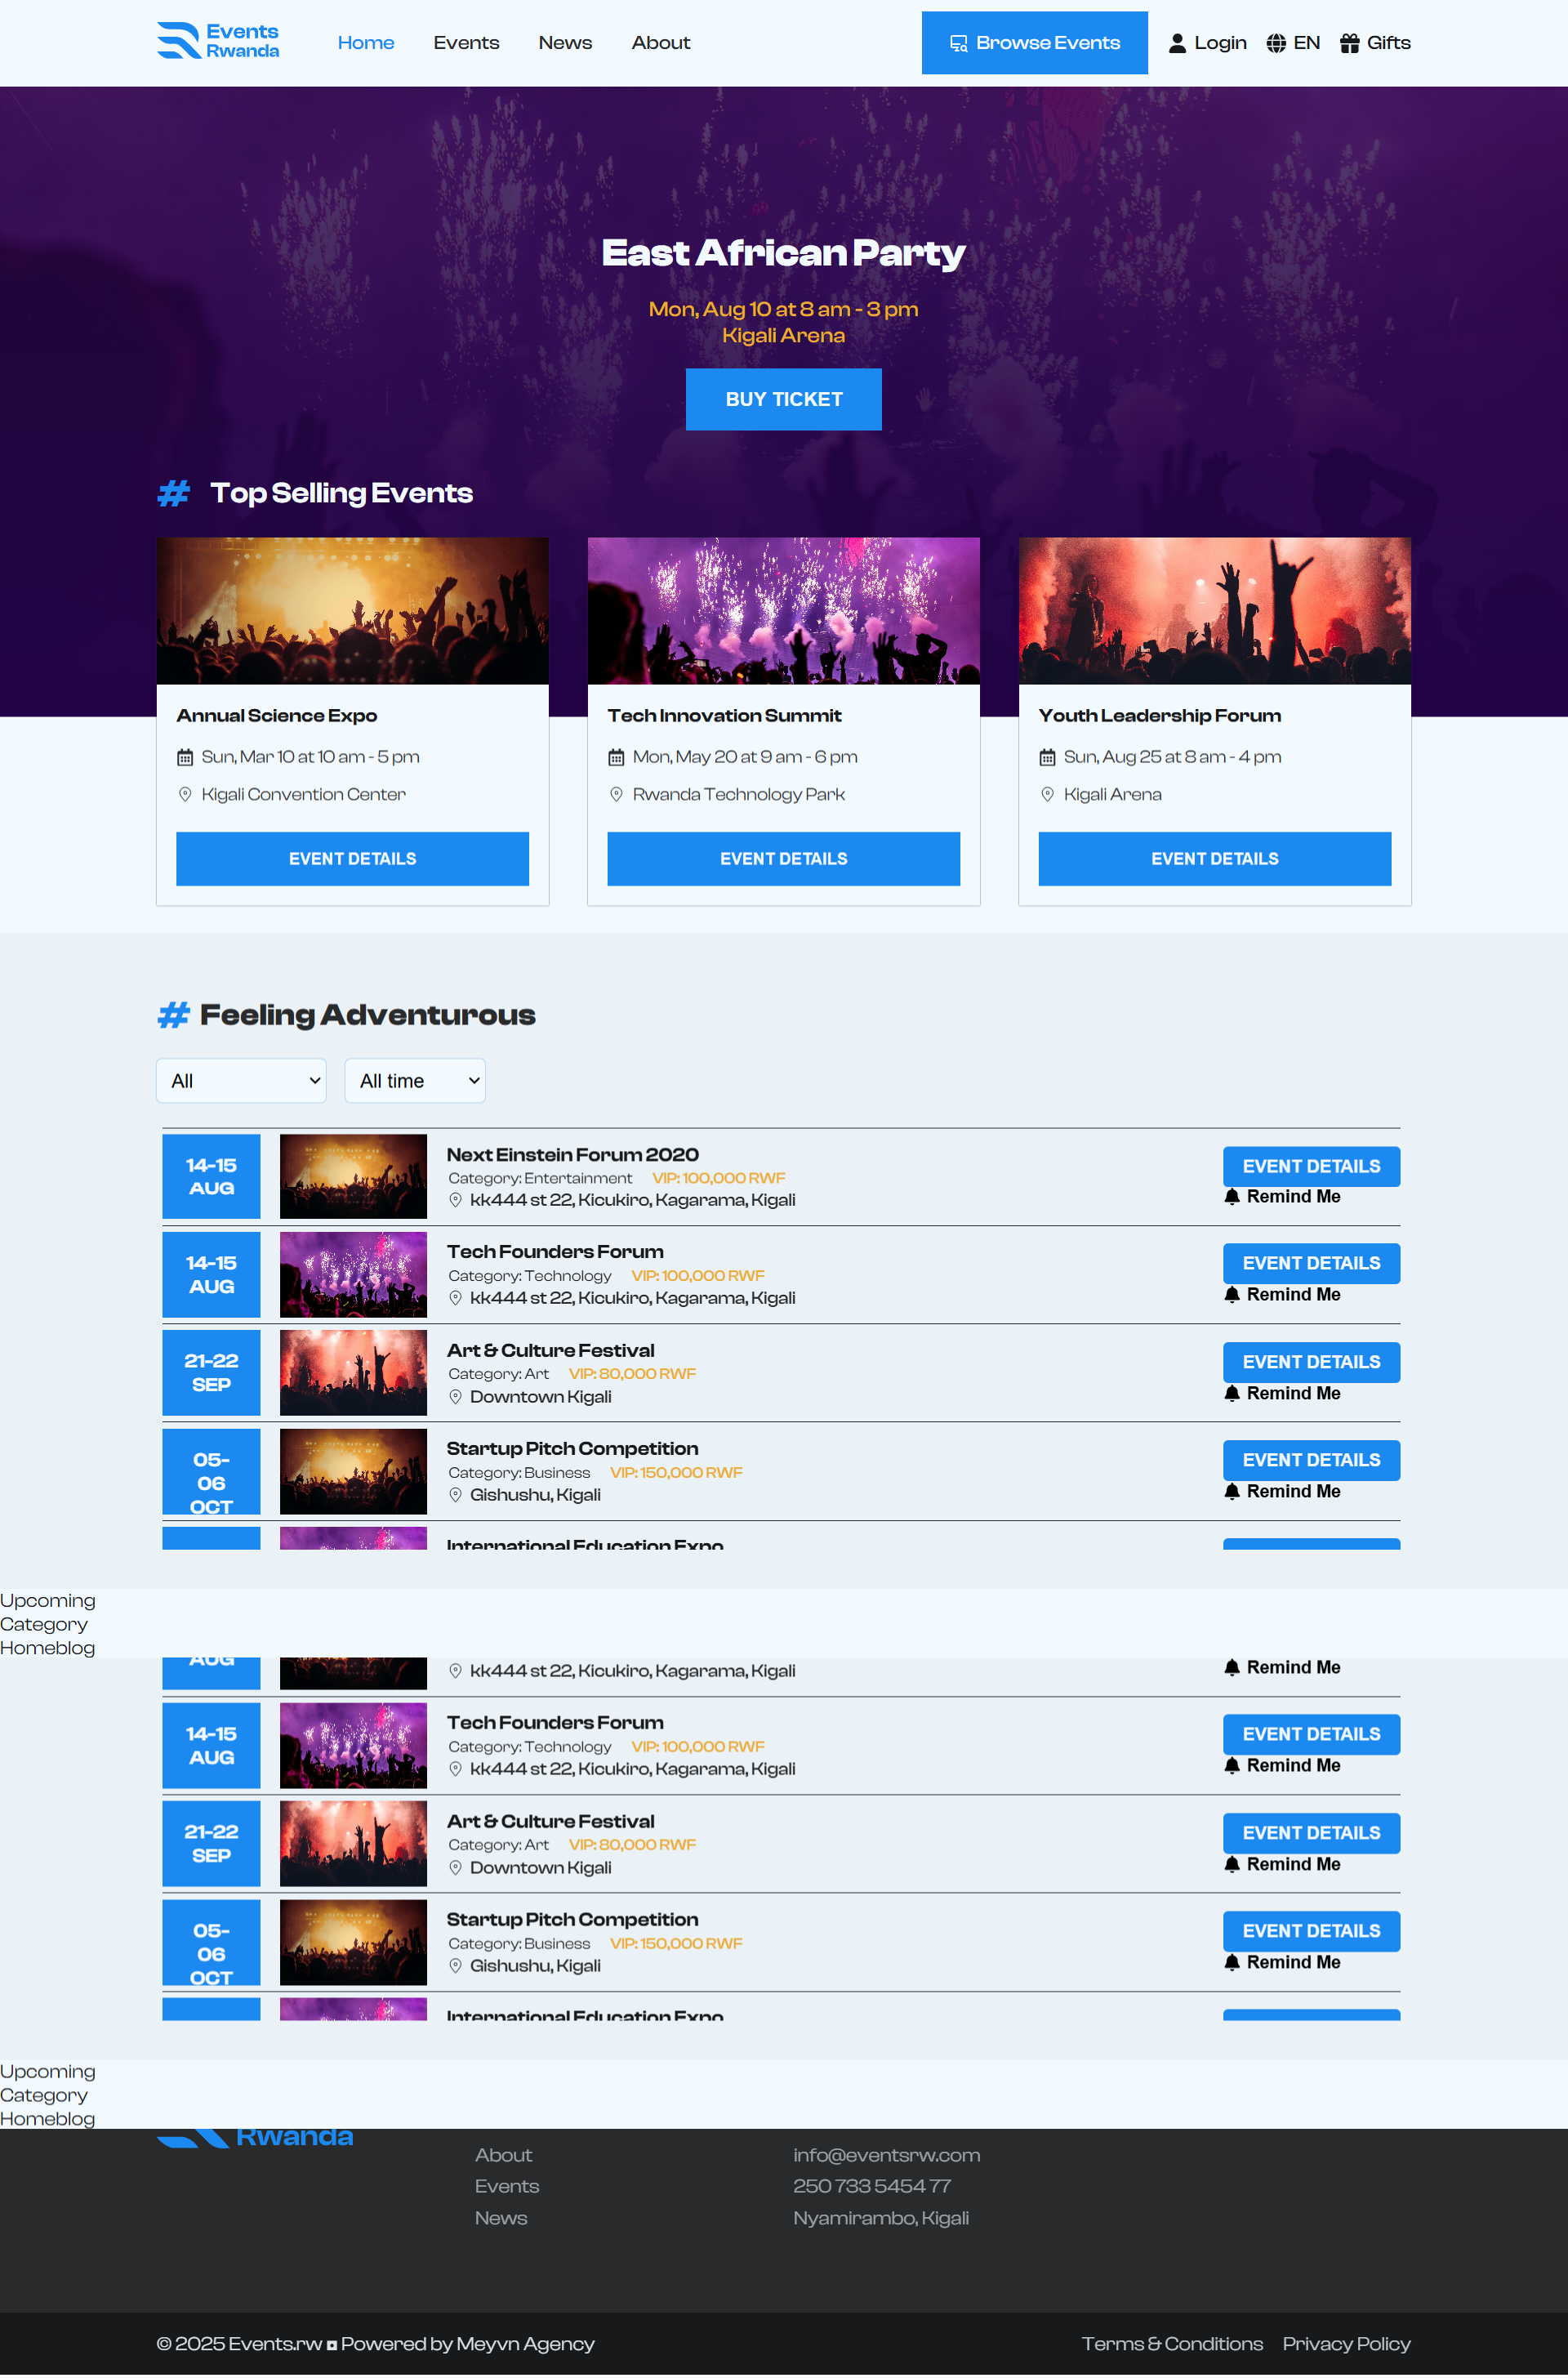 Events
Rwanda
Home
Events
News
About
Browse Events
Login
EN
Gifts
East African Party
Mon, Aug 10 at 8 am - 3 pm
Kigali Arena
BUY TICKET
# Top Selling Events
Annual Science Expo
Sun, Mar 10 at 10 am - 5 pm
Kigali Convention Center
EVENT DETAILS
Tech Innovation Summit
Mon, May 20 at 9 am - 6 pm
Rwanda Technology Park
EVENT DETAILS
Youth Leadership Forum
Sun, Aug 25 at 8 am - 4 pm
Kigali Arena
EVENT DETAILS
# Feeling Adventurous
All
All time
14-15
AUG
Next Einstein Forum 2020
Category: Entertainment VIP: 100,000 RWF
kk444 st 22, Kicukiro, Kagarama, Kigali
EVENT DETAILS
Remind Me
14-15
AUG
Tech Founders Forum
Category: Technology VIP: 100,000 RWF
kk444 st 22, Kicukiro, Kagarama, Kigali
EVENT DETAILS
Remind Me
21-22
SEP
Art & Culture Festival
Category: Art VIP: 80,000 RWF
Downtown Kigali
EVENT DETAILS
Remind Me
05-
06
OCT
Startup Pitch Competition
Category: Business VIP: 150,000 RWF
Gishushu, Kigali
EVENT DETAILS
Remind Me
International Education Expo
Upcoming
Category
Homeblog
AUG
kk444 st 22, Kicukiro, Kagarama, Kigali
Remind Me
14-15
AUG
Tech Founders Forum
Category: Technology VIP: 100,000 RWF
kk444 st 22, Kicukiro, Kagarama, Kigali
EVENT DETAILS
Remind Me
21-22
SEP
Art & Culture Festival
Category: Art VIP: 80,000 RWF
Downtown Kigali
EVENT DETAILS
Remind Me
05-
06
OCT
Startup Pitch Competition
Category: Business VIP: 150,000 RWF
Gishushu, Kigali
EVENT DETAILS
Remind Me
International Education Expo
Upcoming
Category
Homeblog
Rwanda
About
Events
News
info@eventsrw.com
250 733 5454 77
Nyamirambo, Kigali
© 2025 Events.rw ◘ Powered by Meyvn Agency
Terms & Conditions
Privacy Policy